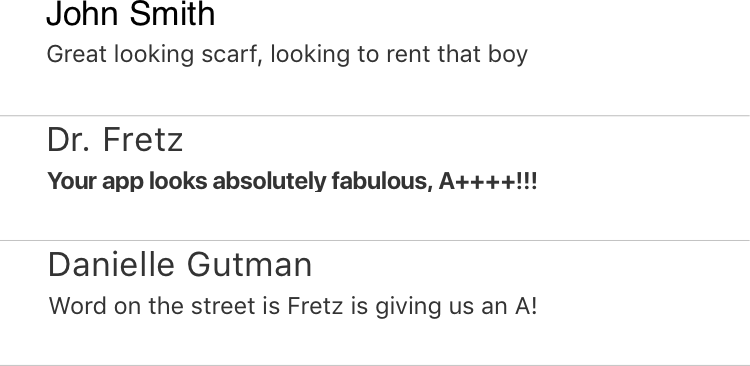 John Smith
Great looking scarf, looking to rent that boy
Dr. Fretz
Your app looks absolutely fabulous, A++++!!!
Danielle Gutman
Word on the street is Fretz is giving us an A!